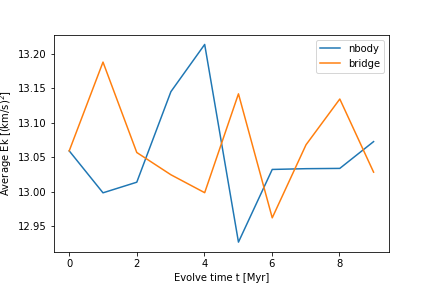 nbody
bridge
Average Ek [(km/s)²]
13.20
13.15
13.10
13.05
13.00
12.95
0 2 4 6 8
Evolve time t [Myr]